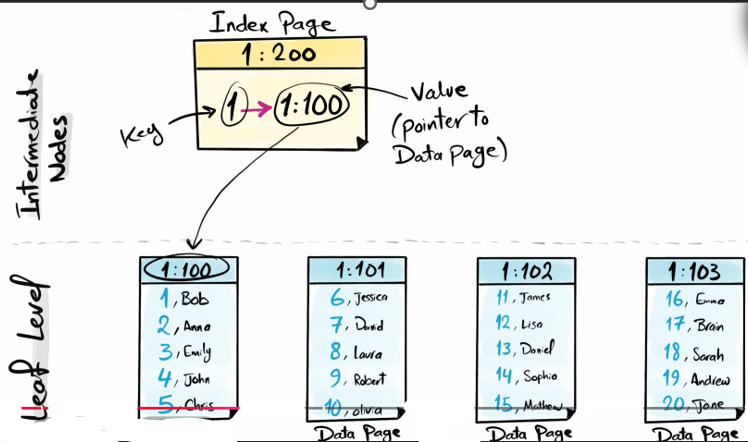 Index Page
1:200
1 → 1:100
Key
Value
(pointer to
Data Page)
Intermediate
Nodes
Leaf Level
1:100
1, Bob
2, Anna
3, Emily
4, John
5, Chris
1:101
6, Jessica
7, David
8, Laura
9, Robert
10, olivia
Data Page
1:102
11, James
12, Lisa
13, Daniel
14, Sophia
15, Mathew
Data Page
1:103
16, Emma
17, Brain
18, Sarah
19, Andrew
20, Jane
Data Page